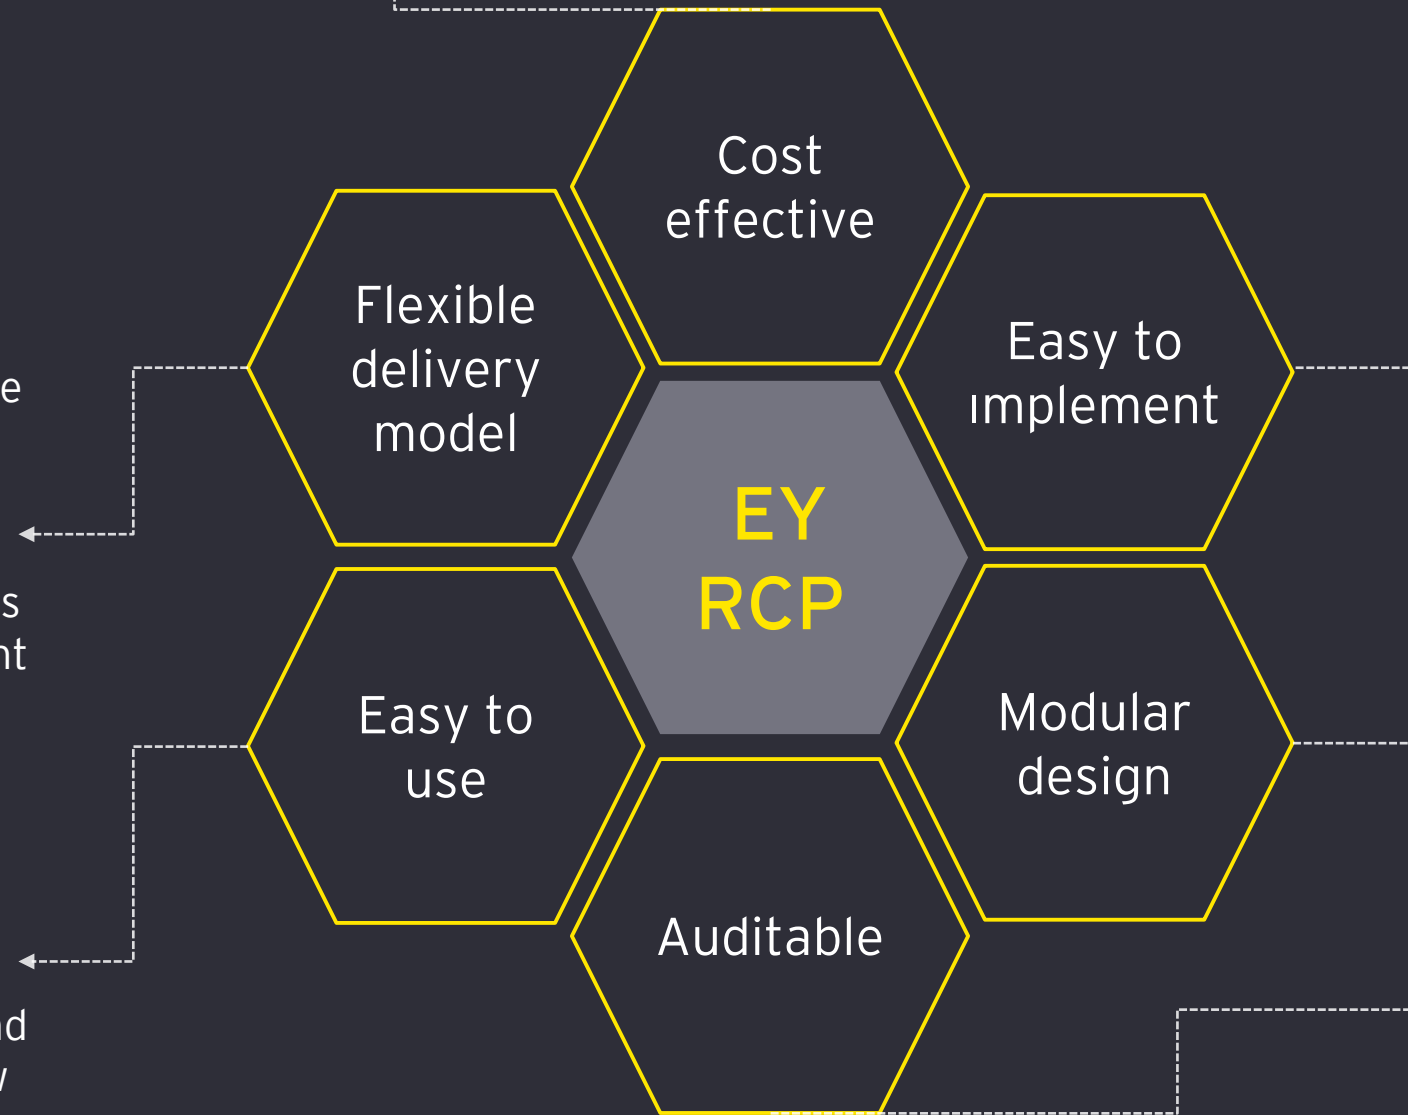 Cost
effective
Flexible
delivery
model
Easy to
implement
EY
RCP
Easy to
use
Modular
design
Auditable